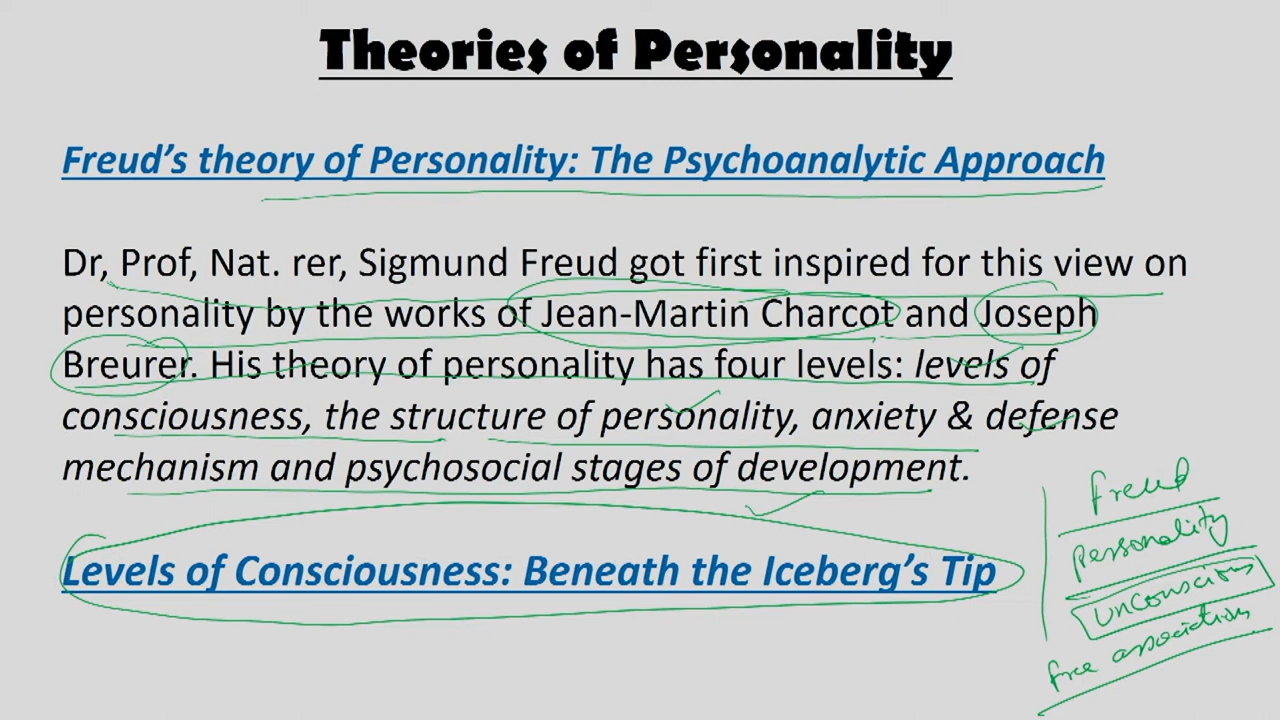 Theories of Personality
Freud's theory of Personality: The Psychoanalytic Approach
Dr, Prof, Nat. rer, Sigmund Freud got first inspired for this view on
personality by the works of Jean-Martin Charcot and Joseph
Breurer. His theory of personality has four levels: levels of
consciousness, the structure of personality, anxiety & defense
mechanism and psychosocial stages of development.
Levels of Consciousness: Beneath the Iceberg's Tip
Freud
Personality
Unconscious
free association